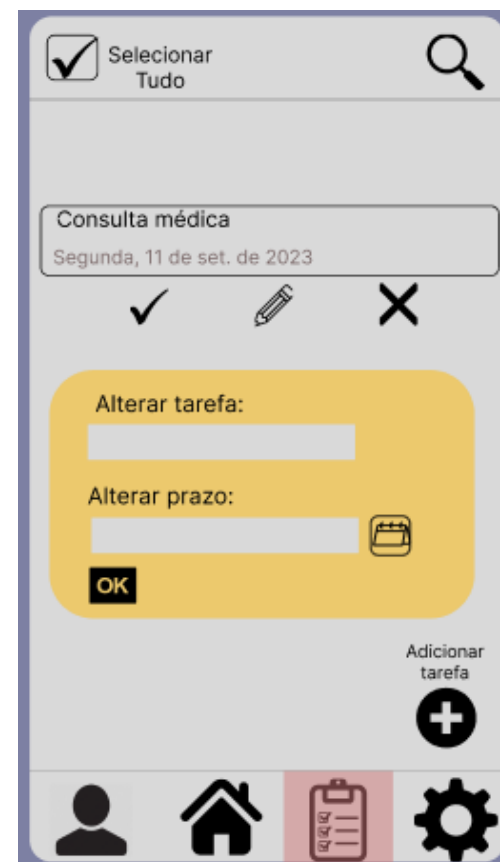 Selecionar
Tudo
Consulta médica
Segunda, 11 de set. de 2023
Alterar tarefa:
Alterar prazo:
OK
Adicionar
tarefa